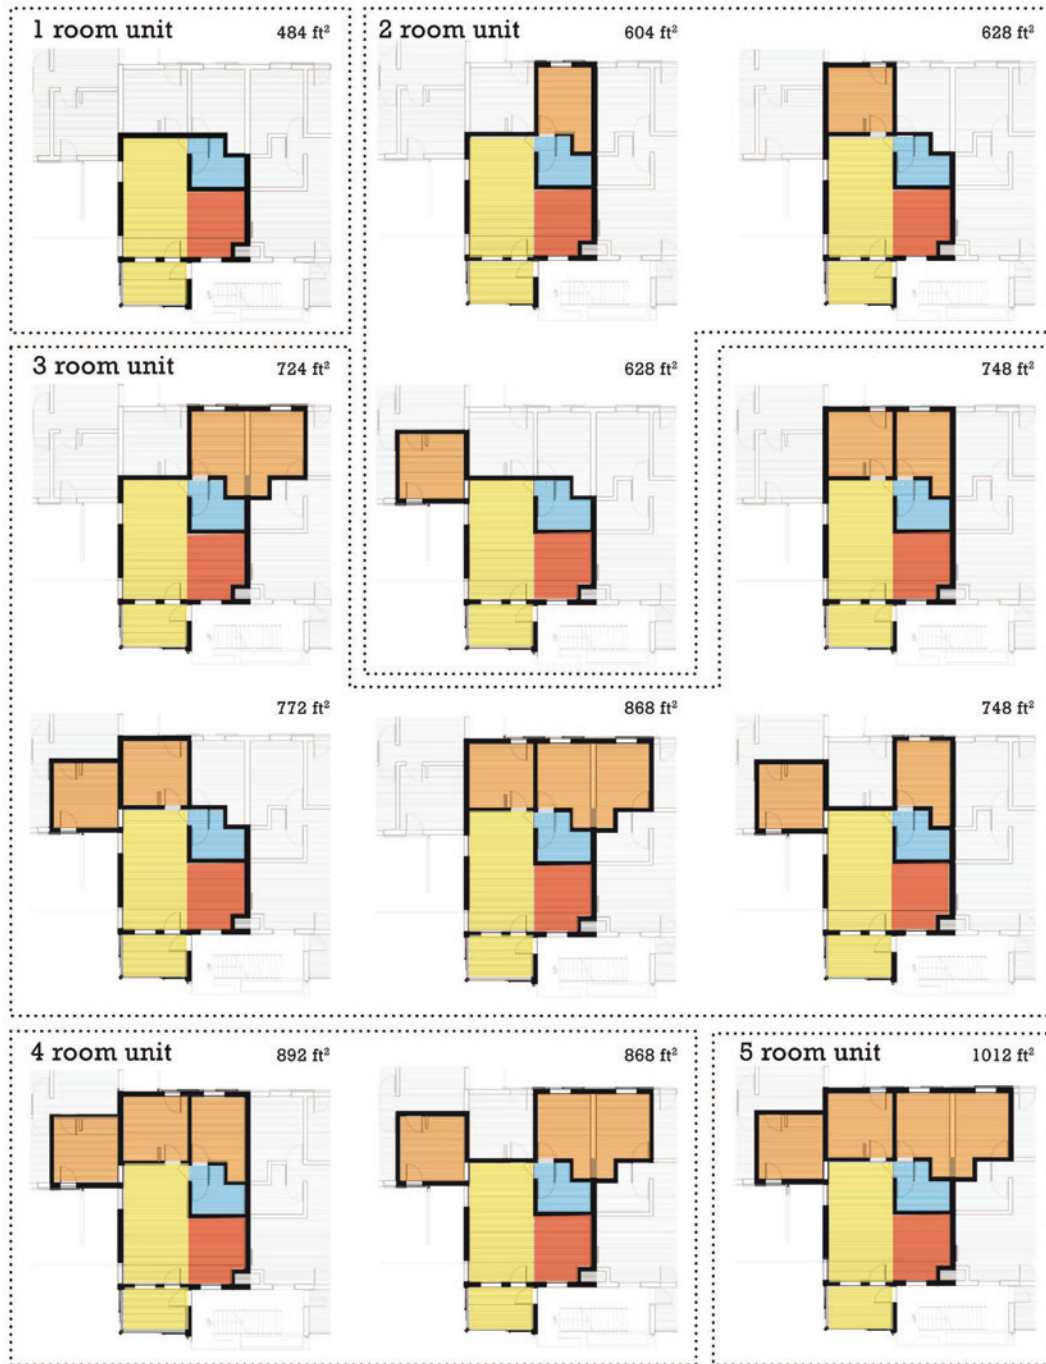 1 room unit 484 ft²
2 room unit 604 ft² 628 ft²
3 room unit 724 ft² 628 ft² 748 ft²
772 ft² 868 ft² 748 ft²
4 room unit 892 ft² 868 ft² 5 room unit 1012 ft²